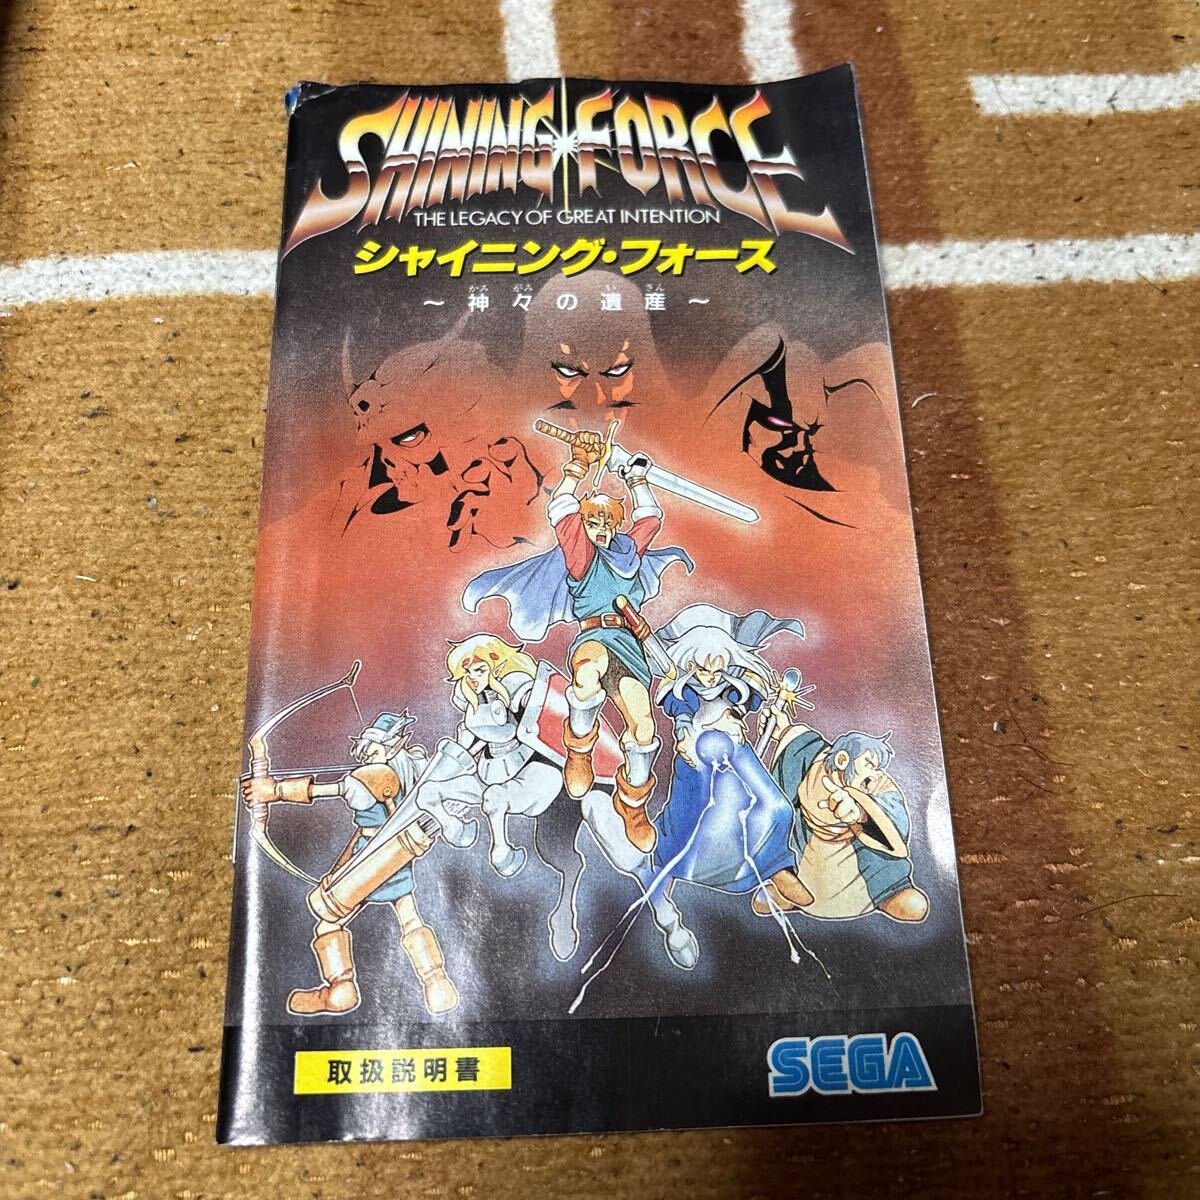 SHINING FORCE
THE LEGACY OF GREAT INTENTION
シャイニング・フォース
かみ がみ い さん
～神々の遺産～
取扱説明書
SEGA